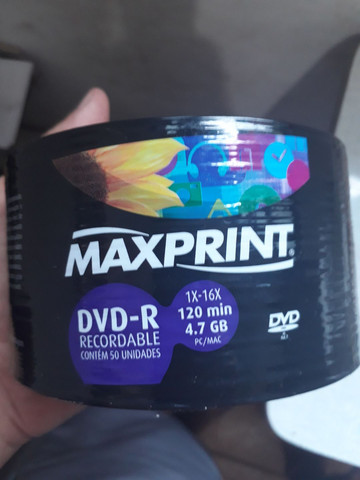 MAXPRINT
DVD-R
RECORDABLE
CONTÉM 50 UNIDADES
1X-16X
120 min
4.7 GB
PC/MAC
DVD